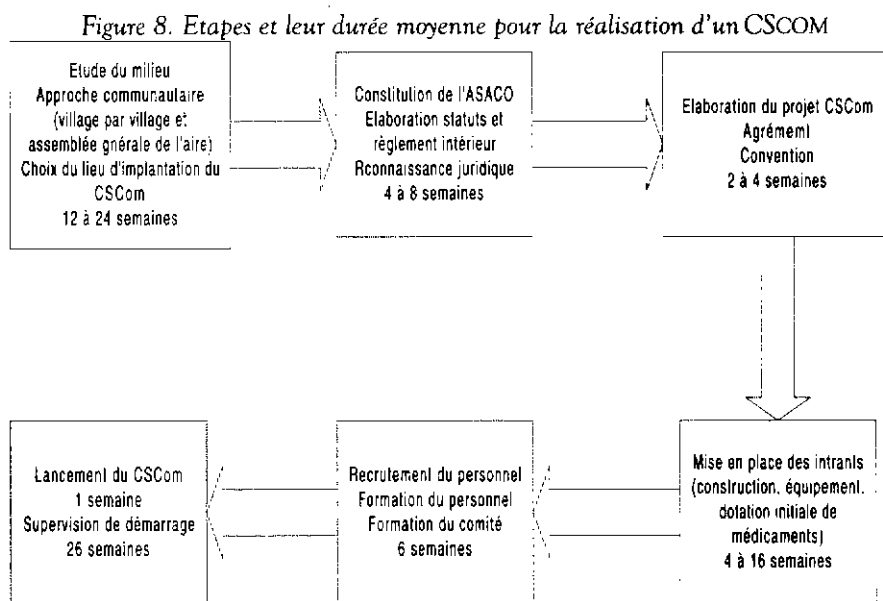 Figure 8. Etapes et leur durée moyenne pour la réalisation d'un CSCOM
Etude du milieu
Approche communautaire
(village par village et
assemblée gnérale de l'aire)
Choix du lieu d'implantation du
CSCom
12 à 24 semaines
Constitution de l'ASACO
Elaboration statuts et
règlement intérieur
Rconnaissance juridique
4 à 8 semaines
Elaboration du projet CSCom
Agrément
Convention
2 à 4 semaines
Mise en place des intrants
(construction, équipement,
dotation initiale de
médicaments)
4 à 16 semaines
Recrutement du personnel
Formation du personnel
Formation du comité
6 semaines
Lancement du CSCom
1 semaine
Supervision de démarrage
26 semaines